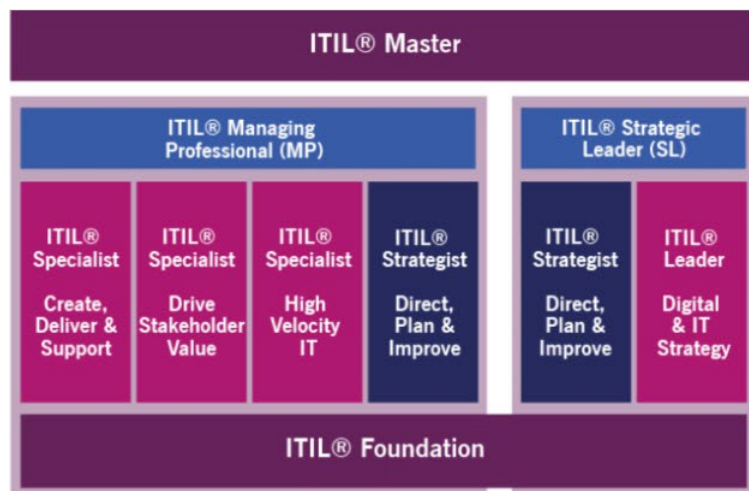 ITIL® Master
ITIL® Managing
Professional (MP)
ITIL® Strategic
Leader (SL)
ITIL®
Specialist
Create,
Deliver &
Support
ITIL®
Specialist
Drive
Stakeholder
Value
ITIL®
Specialist
High
Velocity
IT
ITIL®
Strategist
Direct,
Plan &
Improve
ITIL®
Strategist
Direct,
Plan &
Improve
ITIL®
Leader
Digital
& IT
Strategy
ITIL® Foundation